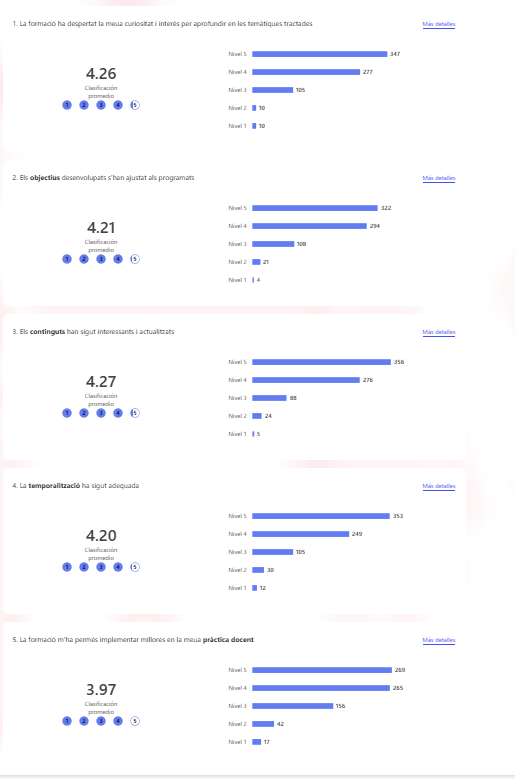 1. La formació ha despertat la meua curiositat i interés per aprofundir en les temàtiques tractades
Más detalles
4.26
Clasificación
promedio
1 2 3 4 5
Nivel 5 347
Nivel 4 277
Nivel 3 105
Nivel 2 10
Nivel 1 10
2. Els objectius desenvolupats s'han ajustat als programats
Más detalles
4.21
Clasificación
promedio
1 2 3 4 5
Nivel 5 322
Nivel 4 294
Nivel 3 108
Nivel 2 21
Nivel 1 4
3. Els continguts han sigut interessants i actualitzats
Más detalles
4.27
Clasificación
promedio
1 2 3 4 5
Nivel 5 356
Nivel 4 276
Nivel 3 88
Nivel 2 24
Nivel 1 5
4. La temporalització ha sigut adequada
Más detalles
4.20
Clasificación
promedio
1 2 3 4 5
Nivel 5 353
Nivel 4 249
Nivel 3 105
Nivel 2 30
Nivel 1 12
5. La formació m'ha permés implementar millores en la meua pràctica docent
Más detalles
3.97
Clasificación
promedio
1 2 3 4 5
Nivel 5 269
Nivel 4 265
Nivel 3 156
Nivel 2 42
Nivel 1 17